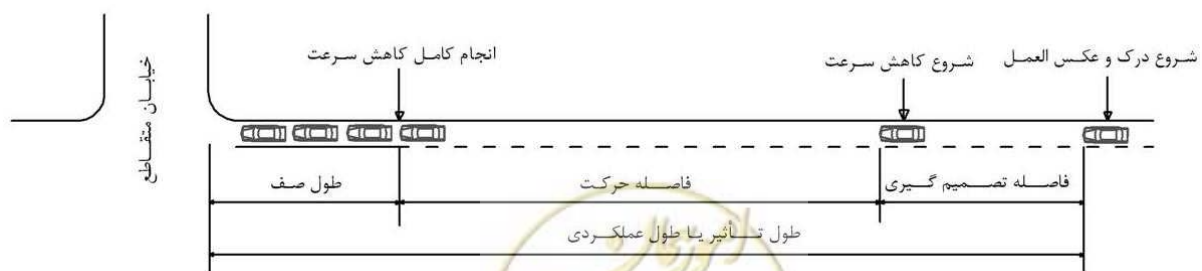 شروع درک و عکس العمل
شروع کاهش سرعت
انجام کامل کاهش سرعت
خیابان متقاطع
فاصله تصمیم گیری
فاصله حرکت
طول صف
طول تأثیر یا طول عملکردی